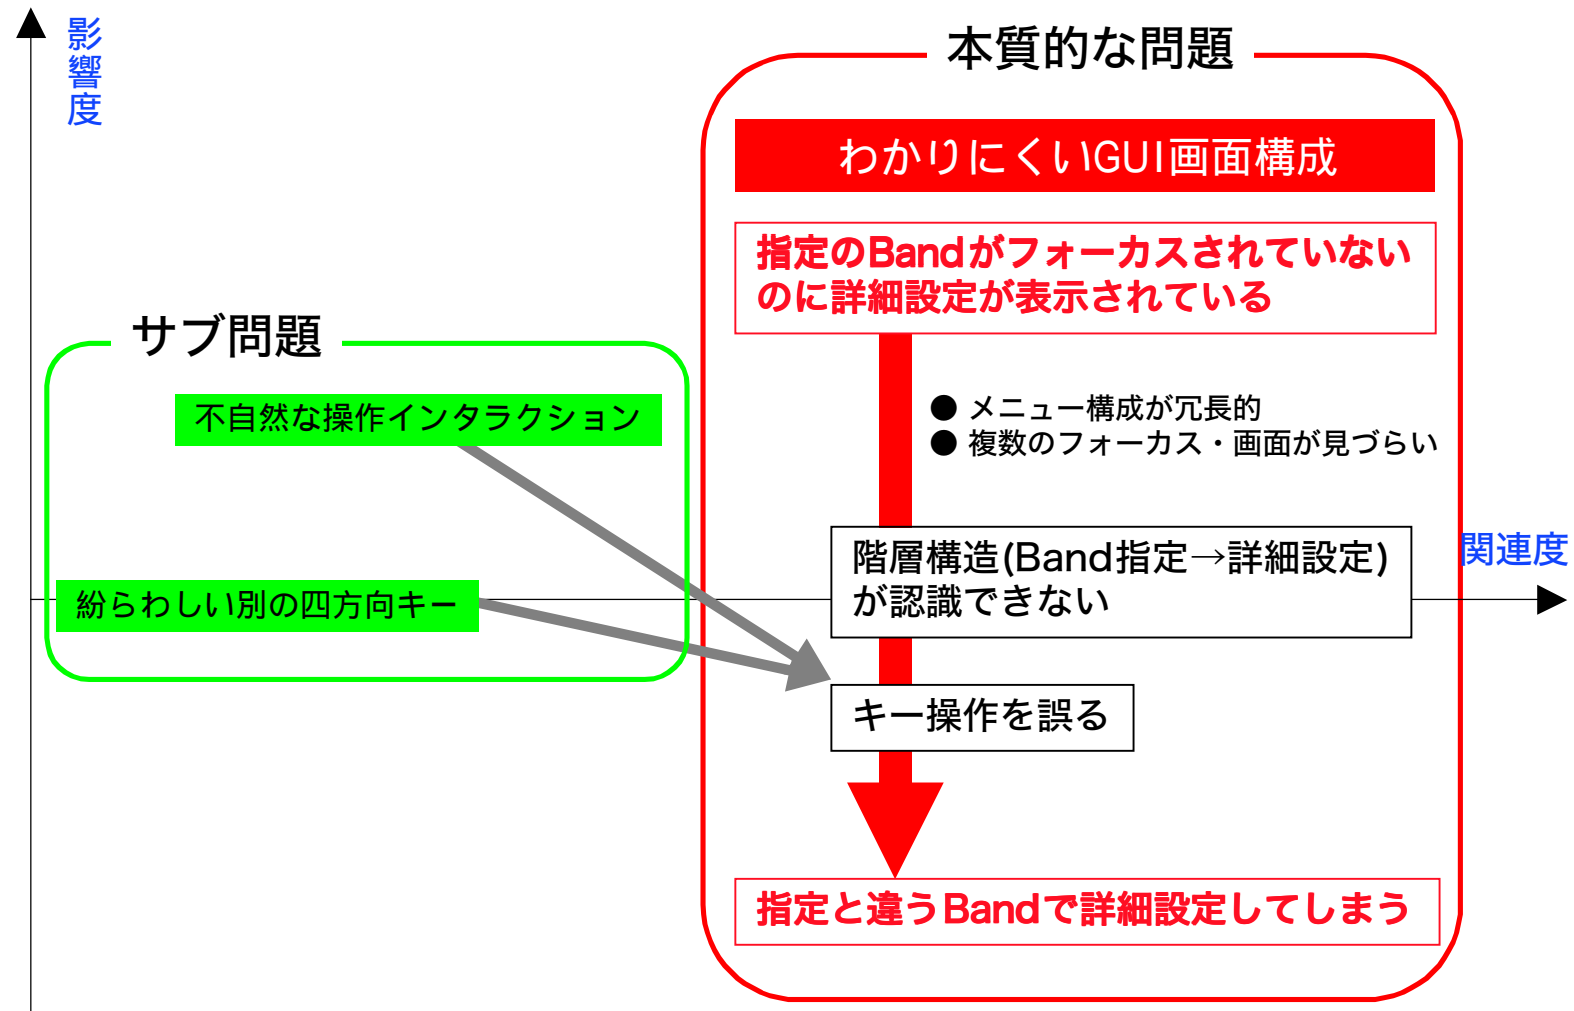 影響度
本質的な問題
わかりにくいGUI画面構成
指定のBandがフォーカスされていない
のに詳細設定が表示されている
サブ問題
不自然な操作インタラクション
● メニュー構成が冗長的
● 複数のフォーカス・画面が見づらい
関連度
階層構造(Band指定→詳細設定)
が認識できない
紛らわしい別の四方向キー
キー操作を誤る
指定と違うBandで詳細設定してしまう